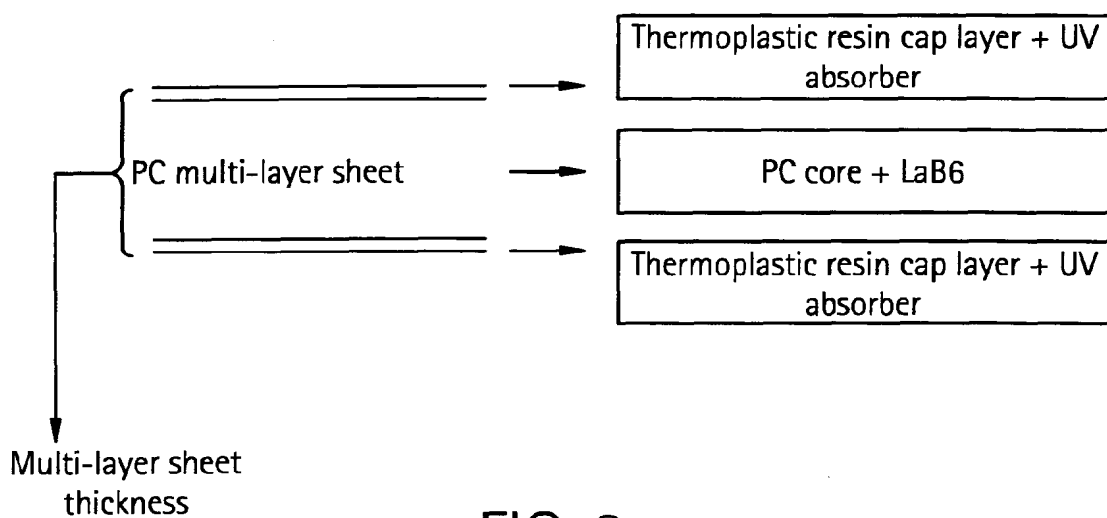 Thermoplastic resin cap layer + UV
absorber
PC multi-layer sheet
PC core + LaB6
Thermoplastic resin cap layer + UV
absorber
Multi-layer sheet
thickness